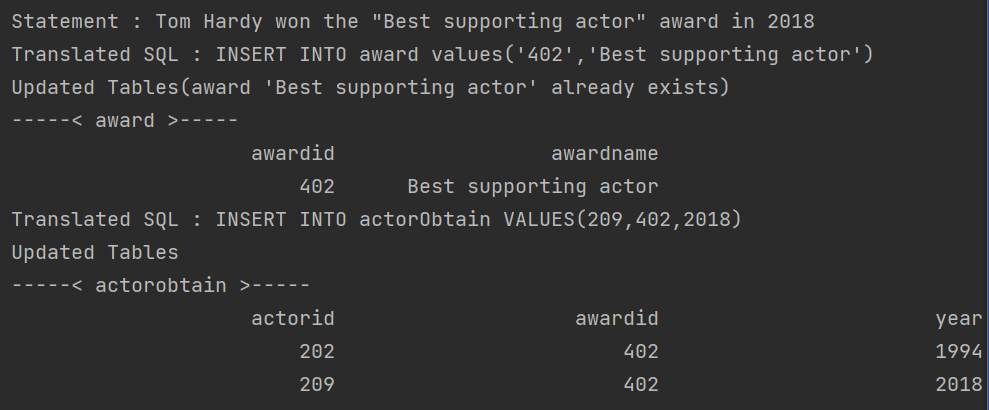 Statement : Tom Hardy won the "Best supporting actor" award in 2018
Translated SQL : INSERT INTO award values('402','Best supporting actor')
Updated Tables(award 'Best supporting actor' already exists)
-----< award >-----
awardid awardname
402 Best supporting actor
Translated SQL : INSERT INTO actorObtain VALUES(209,402,2018)
Updated Tables
-----< actorobtain >-----
actorid awardid year
202 402 1994
209 402 2018